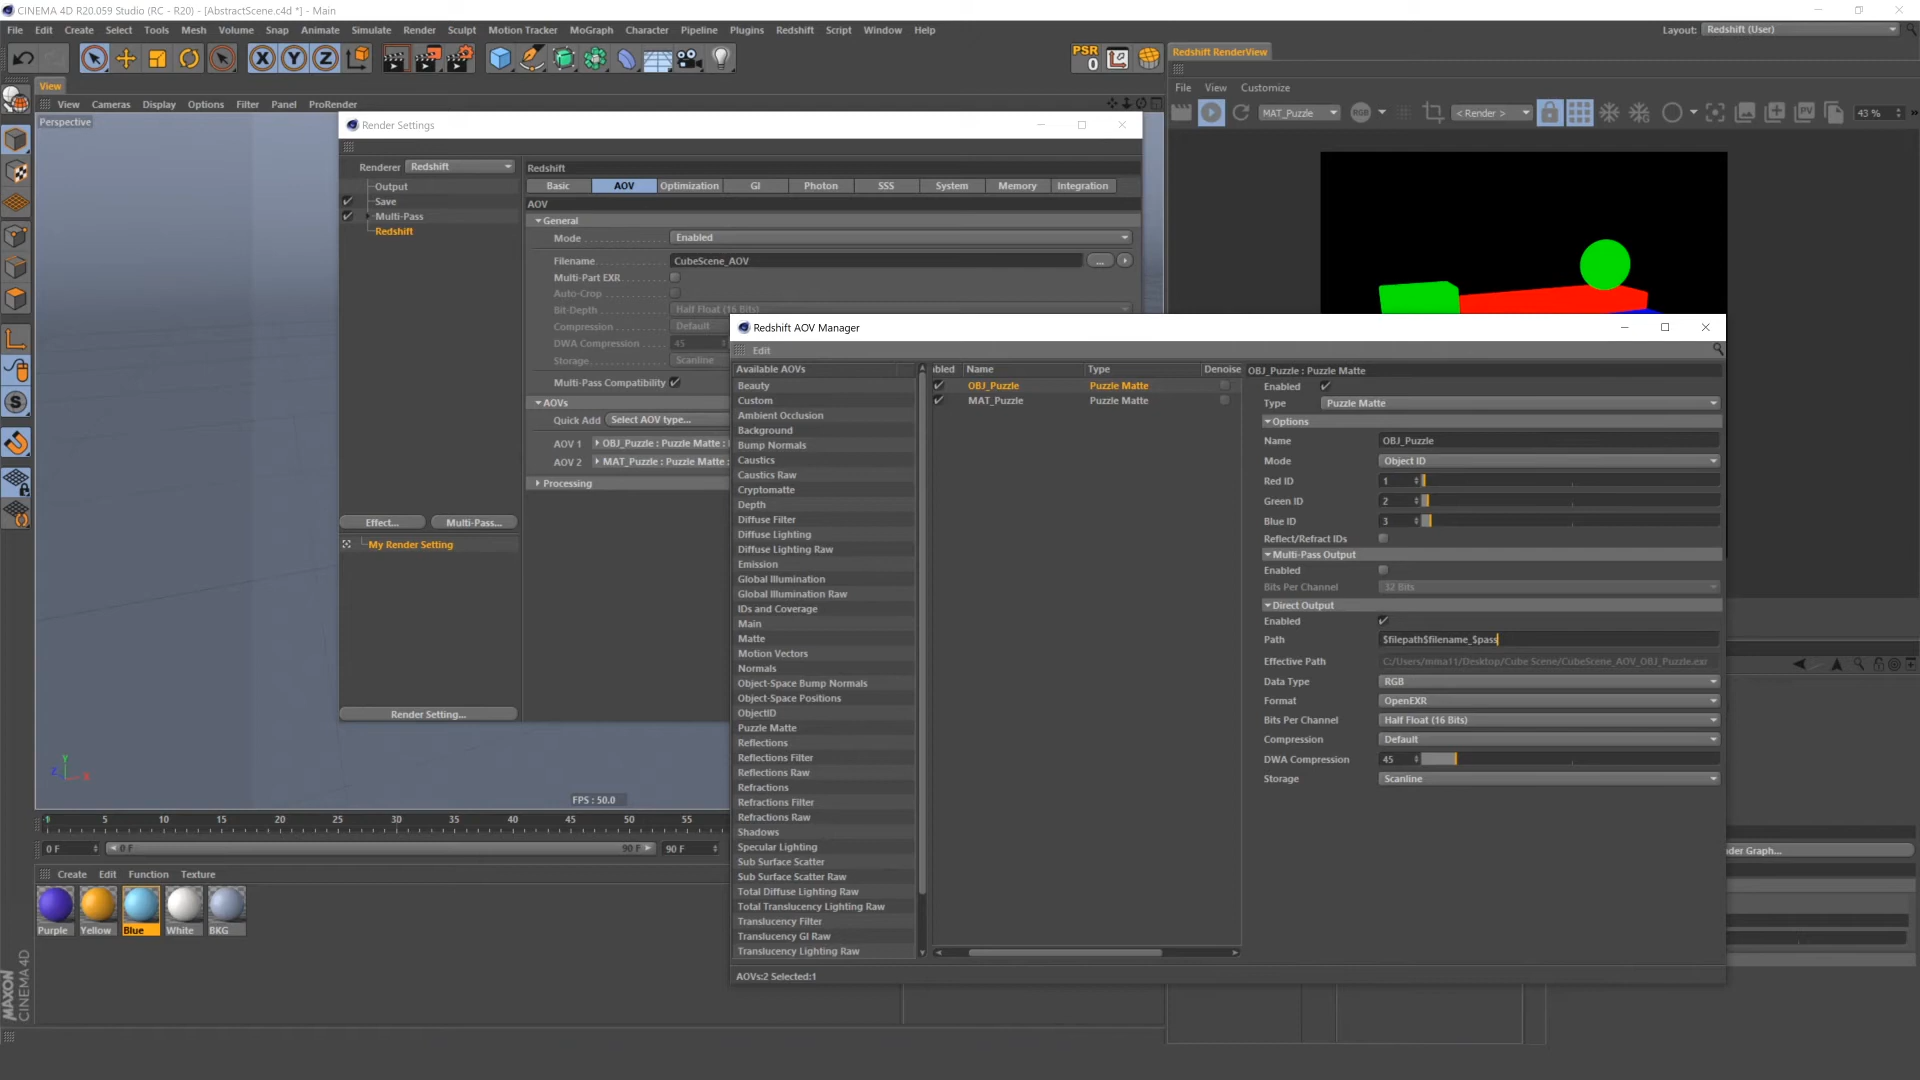 CINEMA 4D R20.059 Studio (RC - R20) - [AbstractScene.c4d *] - Main
File Edit Create Select Tools Mesh Volume Snap Animate Simulate Render Sculpt Motion Tracker MoGraph Character Pipeline Plugins Redshift Script Window Help
Layout: Redshift (User)
PSR
0
Redshift RenderView
File View Customize
MAT_Puzzle
RGB
< Render >
PV
43 %
View
View Cameras Display Options Filter Panel ProRender
Perspective
Render Settings
Renderer Redshift
Output
Save
Multi-Pass
Redshift
Effect...
Multi-Pass...
My Render Setting
Render Setting...
Redshift
Basic AOV Optimization GI Photon SSS System Memory Integration
AOV
General
Mode Enabled
Filename CubeScene_AOV ...
Multi-Part EXR
Auto-Crop
Bit-Depth Half Float (16 Bits)
Compression Default
DWA Compression 45
Storage Scanline
Multi-Pass Compatibility
AOVs
Quick Add Select AOV type...
AOV 1 OBJ_Puzzle : Puzzle Matte :
AOV 2 MAT_Puzzle : Puzzle Matte :
Processing
Redshift AOV Manager
Edit
Available AOVs
Beauty
Custom
Ambient Occlusion
Background
Bump Normals
Caustics
Caustics Raw
Cryptomatte
Depth
Diffuse Filter
Diffuse Lighting
Diffuse Lighting Raw
Emission
Global Illumination
Global Illumination Raw
IDs and Coverage
Main
Matte
Motion Vectors
Normals
Object-Space Bump Normals
Object-Space Positions
ObjectID
Puzzle Matte
Reflections
Reflections Filter
Reflections Raw
Refractions
Refractions Filter
Refractions Raw
Shadows
Specular Lighting
Sub Surface Scatter
Sub Surface Scatter Raw
Total Diffuse Lighting Raw
Total Translucency Lighting Raw
Translucency Filter
Translucency GI Raw
Translucency Lighting Raw
AOVs:2 Selected:1
bled Name Type Denoise
OBJ_Puzzle Puzzle Matte
MAT_Puzzle Puzzle Matte
OBJ_Puzzle : Puzzle Matte
Enabled
Type Puzzle Matte
Options
Name OBJ_Puzzle
Mode Object ID
Red ID 1
Green ID 2
Blue ID 3
Reflect/Refract IDs
Multi-Pass Output
Enabled
Bits Per Channel 32 Bits
Direct Output
Enabled
Path $filepath$filename_$pass
Effective Path C:/Users/mma11/Desktop/Cube Scene/CubeScene_AOV_OBJ_Puzzle.exr
Data Type RGB
Format OpenEXR
Bits Per Channel Half Float (16 Bits)
Compression Default
DWA Compression 45
Storage Scanline
der Graph...
Y
Z X
FPS : 50.0
0 5 10 15 20 25 30 35 40 45 50 55
0 F 0 F 90 F 90 F
Create Edit Function Texture
Purple Yellow Blue White BKG
MAXON
CINEMA 4D